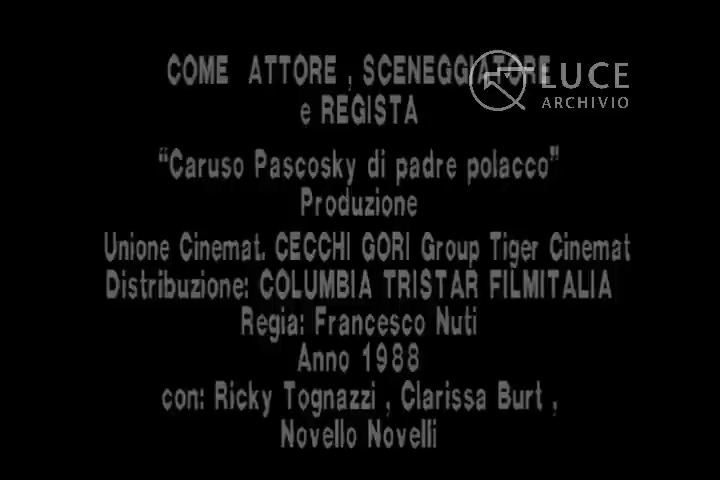 COME ATTORE , SCENEGGIATORE
e REGISTA
LUCE
ARCHIVIO
“Caruso Pascosky di padre polacco”
Produzione
Unione Cinemat. CECCHI GORI Group Tiger Cinemat
Distribuzione: COLUMBIA TRISTAR FILMITALIA
Regia: Francesco Nuti
Anno 1988
con: Ricky Tognazzi , Clarissa Burt ,
Novello Novelli